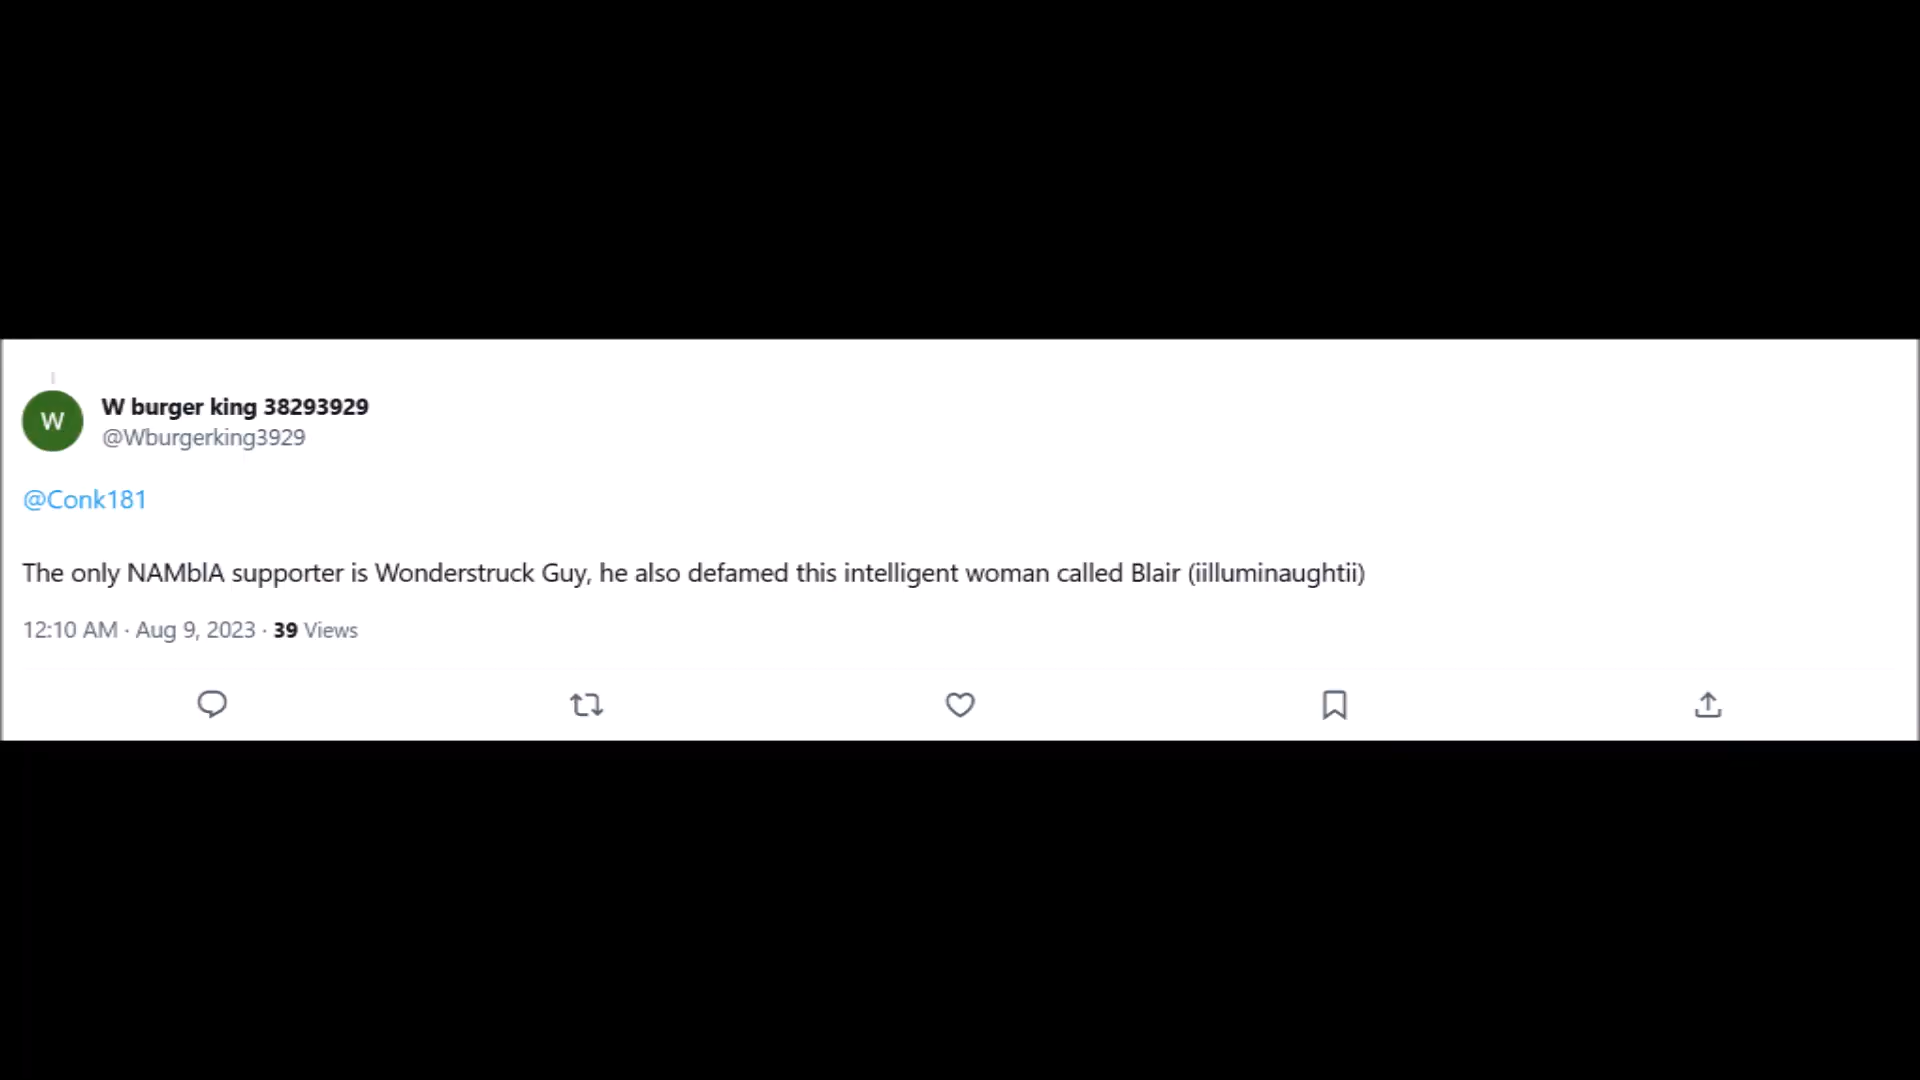 W
W burger king 38293929
@Wburgerking3929
@Conk181
The only NAMblA supporter is Wonderstruck Guy, he also defamed this intelligent woman called Blair (iilluminaughtii)
12:10 AM · Aug 9, 2023 · 39 Views